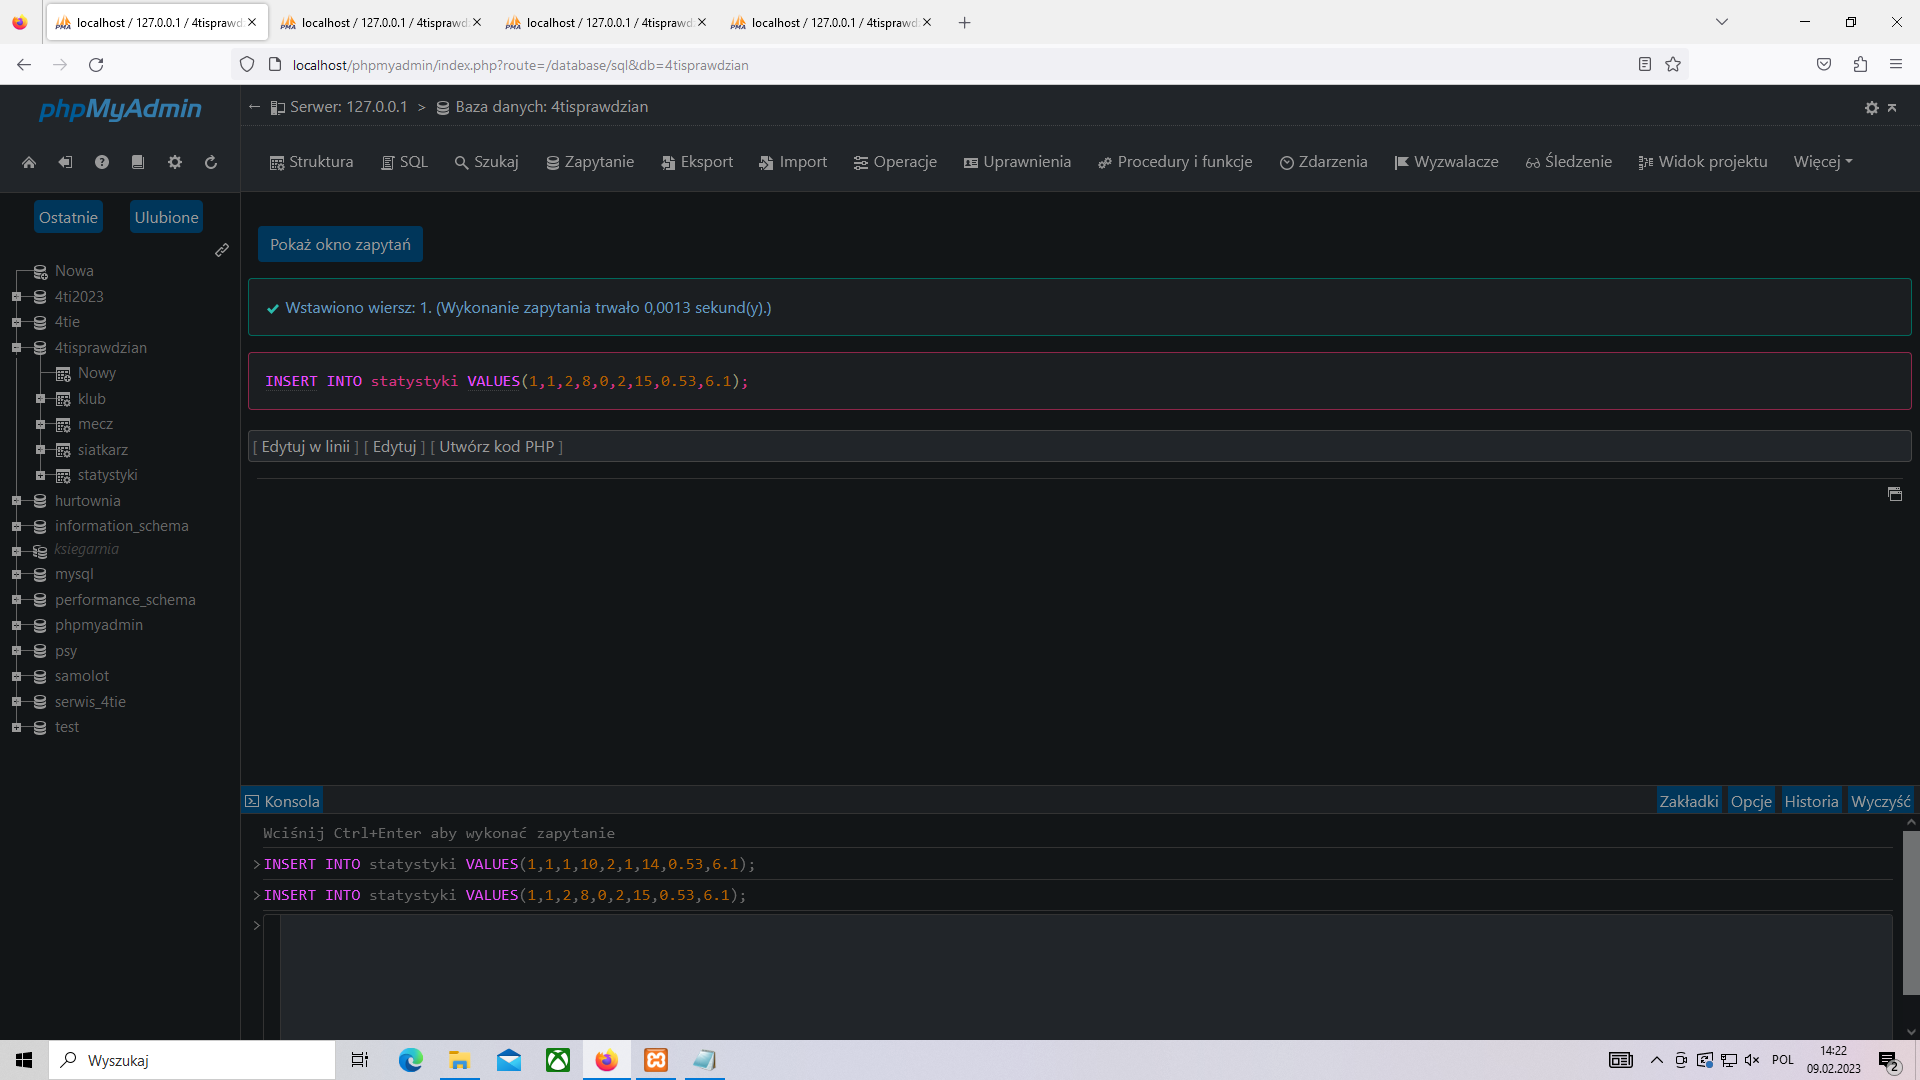 localhost / 127.0.0.1 / 4tisprawd
localhost / 127.0.0.1 / 4tisprawd
localhost / 127.0.0.1 / 4tisprawd
localhost / 127.0.0.1 / 4tisprawd
localhost/phpmyadmin/index.php?route=/database/sql&db=4tisprawdzian
phpMyAdmin
Ostatnie Ulubione
Nowa
4ti2023
4tie
4tisprawdzian
Nowy
klub
mecz
siatkarz
statystyki
hurtownia
information_schema
ksiegarnia
mysql
performance_schema
phpmyadmin
psy
samolot
serwis_4tie
test
← Serwer: 127.0.0.1 > Baza danych: 4tisprawdzian
Struktura SQL Szukaj Zapytanie Eksport Import Operacje Uprawnienia Procedury i funkcje Zdarzenia Wyzwalacze Śledzenie Widok projektu Więcej
Pokaż okno zapytań
Wstawiono wiersz: 1. (Wykonanie zapytania trwało 0,0013 sekund(y).)
INSERT INTO statystyki VALUES(1,1,2,8,0,2,15,0.53,6.1);
[ Edytuj w linii ] [ Edytuj ] [ Utwórz kod PHP ]
Konsola Zakładki Opcje Historia Wyczyść
Wciśnij Ctrl+Enter aby wykonać zapytanie
>INSERT INTO statystyki VALUES(1,1,1,10,2,1,14,0.53,6.1);
>INSERT INTO statystyki VALUES(1,1,2,8,0,2,15,0.53,6.1);
>
Wyszukaj
POL
14:22
09.02.2023
2